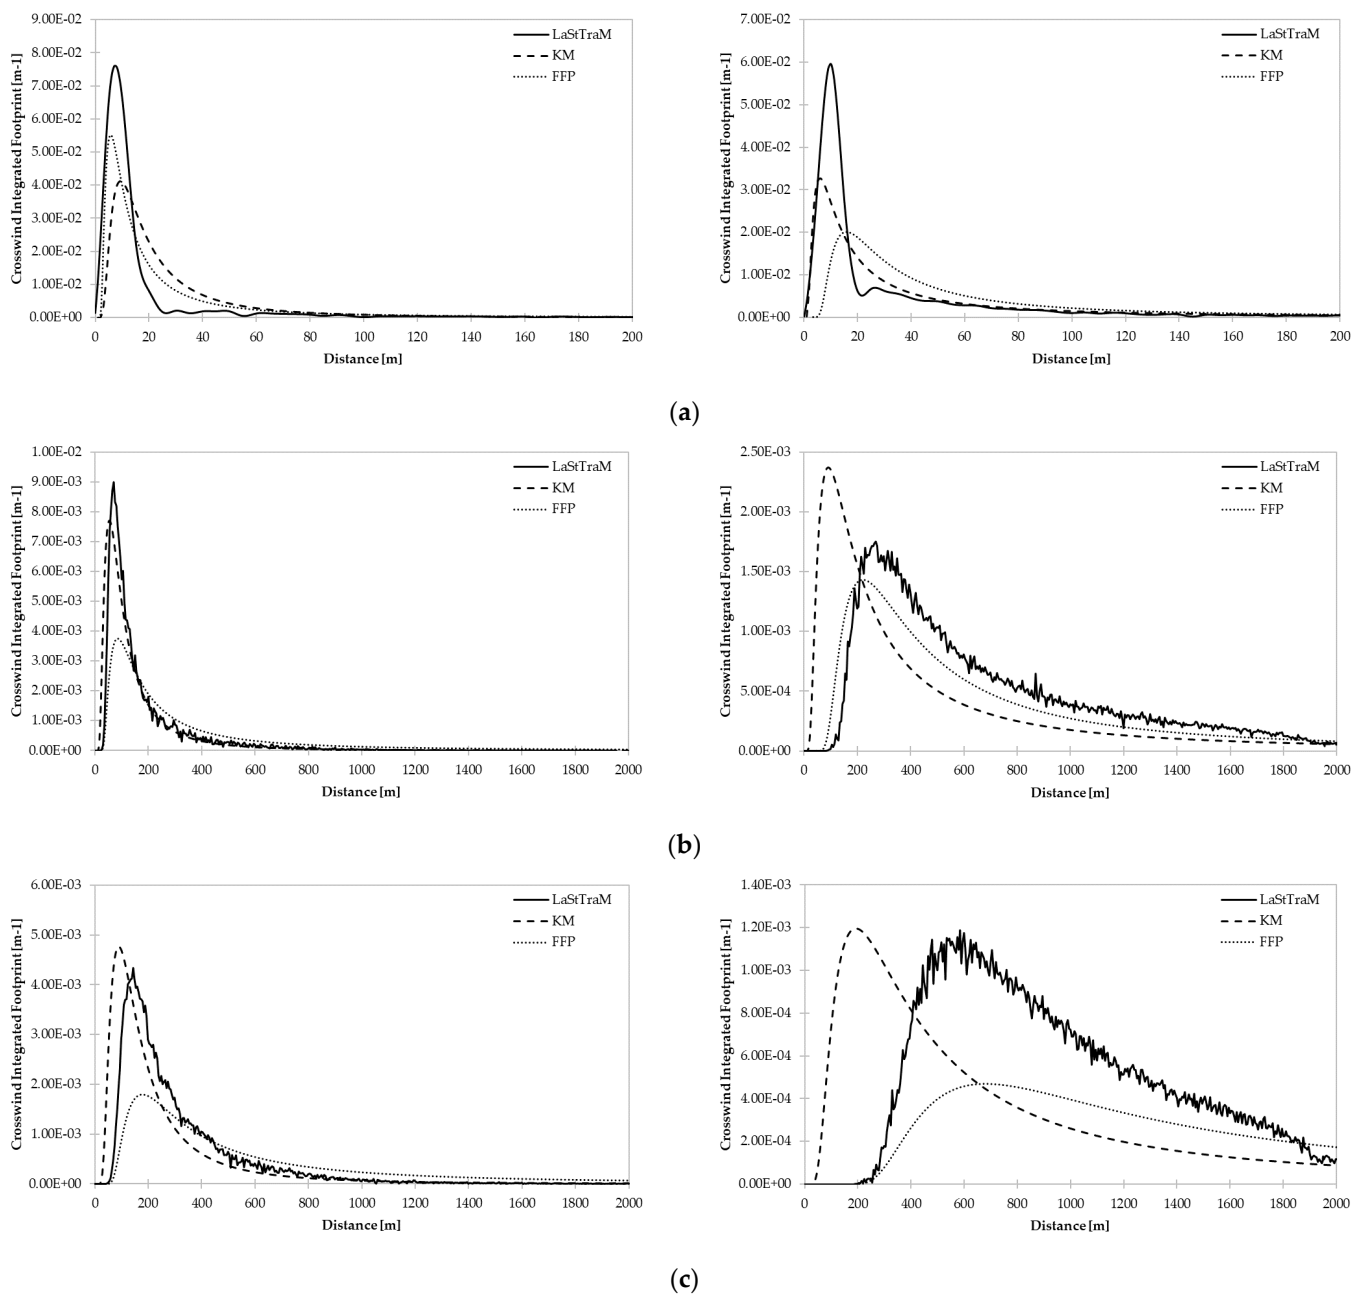 Crosswind Integrated Footprint [m-1]
9.00E-02
8.00E-02
7.00E-02
6.00E-02
5.00E-02
4.00E-02
3.00E-02
2.00E-02
1.00E-02
0.00E+00
0 20 40 60 80 100 120 140 160 180 200
Distance [m]
LaStTraM
KM
FFP
Crosswind Integrated Footprint [m-1]
7.00E-02
6.00E-02
5.00E-02
4.00E-02
3.00E-02
2.00E-02
1.00E-02
0.00E+00
0 20 40 60 80 100 120 140 160 180 200
Distance [m]
LaStTraM
KM
FFP
(a)
Crosswind Integrated Footprint [m-1]
1.00E-02
9.00E-03
8.00E-03
7.00E-03
6.00E-03
5.00E-03
4.00E-03
3.00E-03
2.00E-03
1.00E-03
0.00E+00
0 200 400 600 800 1000 1200 1400 1600 1800 2000
Distance [m]
LaStTraM
KM
FFP
Crosswind Integrated Footprint [m-1]
2.50E-03
2.00E-03
1.50E-03
1.00E-03
5.00E-04
0.00E+00
0 200 400 600 800 1000 1200 1400 1600 1800 2000
Distance [m]
LaStTraM
KM
FFP
(b)
Crosswind Integrated Footprint [m-1]
6.00E-03
5.00E-03
4.00E-03
3.00E-03
2.00E-03
1.00E-03
0.00E+00
0 200 400 600 800 1000 1200 1400 1600 1800 2000
Distance [m]
LaStTraM
KM
FFP
Crosswind Integrated Footprint [m-1]
1.40E-03
1.20E-03
1.00E-03
8.00E-04
6.00E-04
4.00E-04
2.00E-04
0.00E+00
0 200 400 600 800 1000 1200 1400 1600 1800 2000
Distance [m]
LaStTraM
KM
FFP
(c)